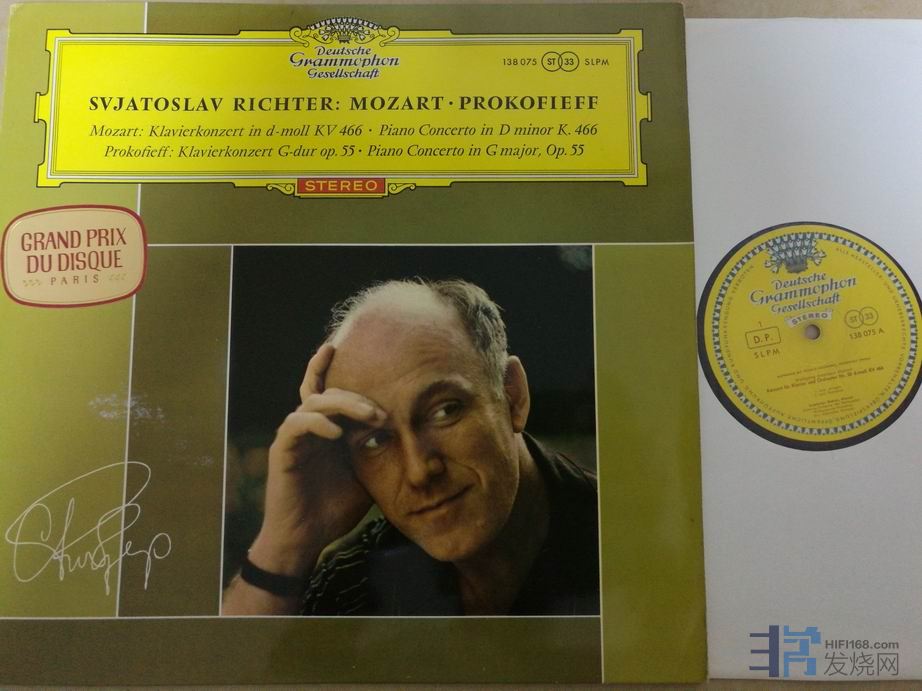 Deutsche
Grammophon
Gesellschaft
138 075 ST 33 SLPM
SVJATOSLAV RICHTER: MOZART · PROKOFIEFF
Mozart: Klavierkonzert in d-moll KV 466 · Piano Concerto in D minor K. 466
Prokofieff: Klavierkonzert G-dur op. 55 · Piano Concerto in G major, Op. 55
STEREO
GRAND PRIX
DU DISQUE
PARIS
Deutsche
Grammophon
Gesellschaft
STEREO
1
D.P.
SLPM
ST 33
138 075 A
HIFI168.com
发烧网